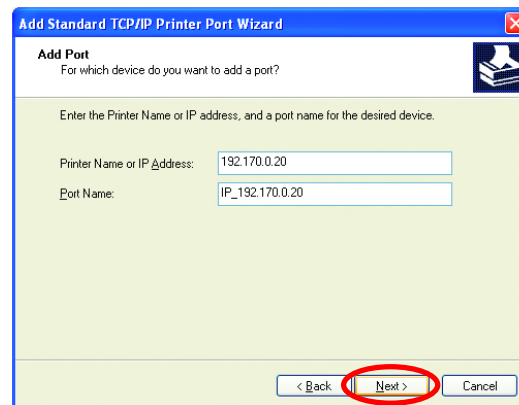 Add Standard TCP/IP Printer Port Wizard
Add Port
For which device do you want to add a port?
Enter the Printer Name or IP address, and a port name for the desired device.
Printer Name or IP Address: 192.170.0.20
Port Name: IP_192.170.0.20
< Back Next > Cancel